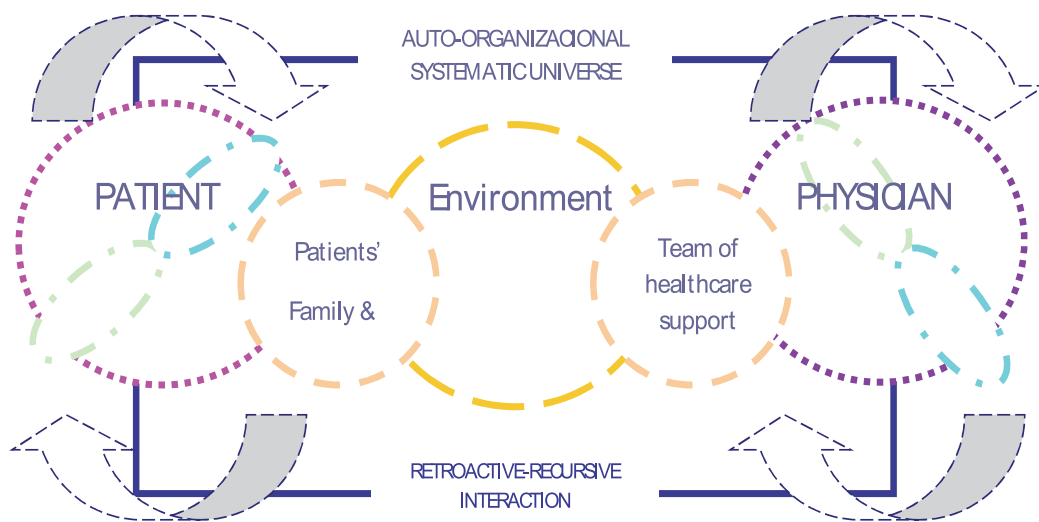 AUTO-ORGANIZACIONAL
SYSTEMATIC UNIVERSE
PATIENT
Environment
PHYSICIAN
Patients’
Family &
Team of
healthcare
support
RETROACTIVE-RECURSIVE
INTERACTION